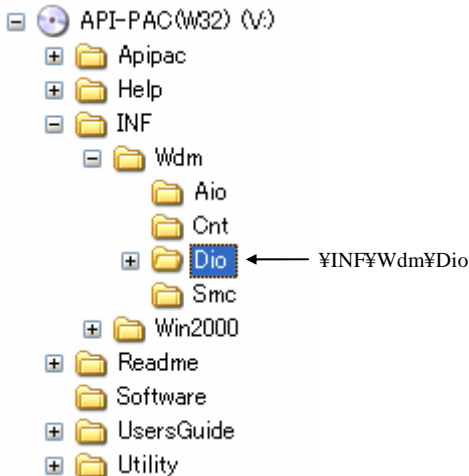 API-PAC(W32) (V:)
Apipac
Help
INF
Wdm
Aio
Cnt
Dio ¥INF¥Wdm¥Dio
Smc
Win2000
Readme
Software
UsersGuide
Utility